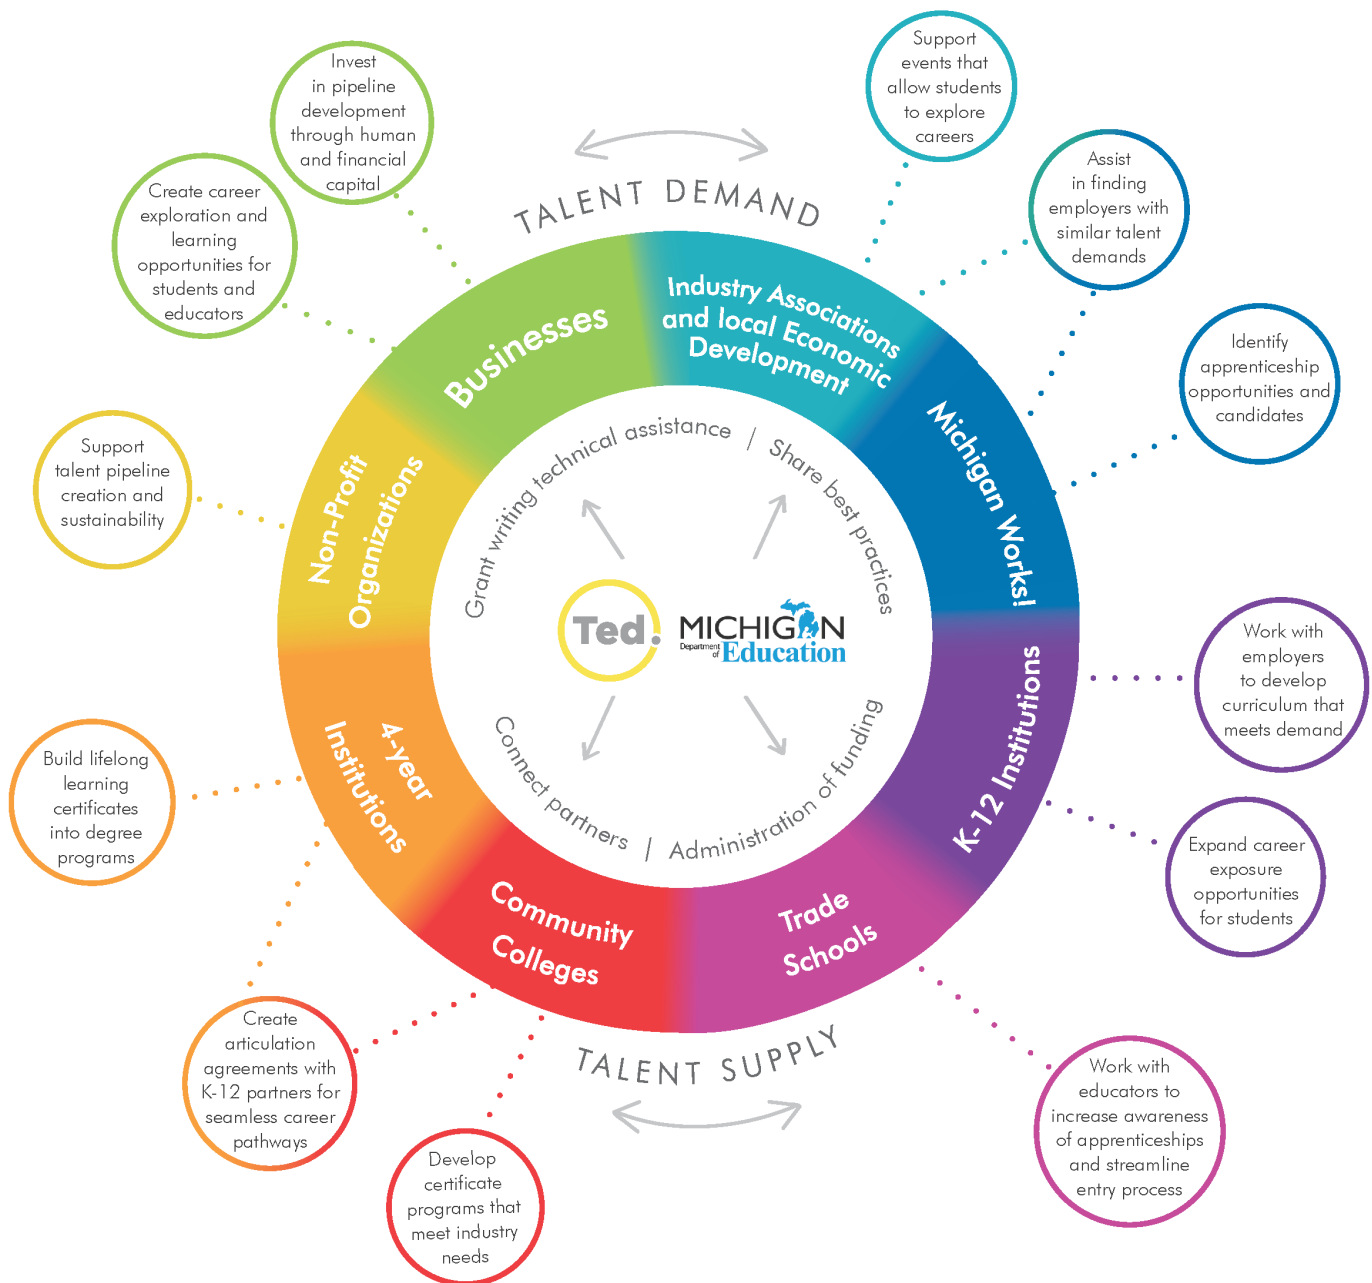 Invest
in pipeline
development
through human
and financial
capital
Support
events that
allow students
to explore
careers
Create career
exploration and
learning
opportunities for
students and
educators
TALENT DEMAND
Assist
in finding
employers with
similar talent
demands
Businesses
Industry Associations
and local Economic
Development
Identify
apprenticeship
opportunities and
candidates
Michigan Works!
Support
talent pipeline
creation and
sustainability
Non-Profit
Organizations
Grant writing technical assistance | Share best practices
Ted.
MICHIGAN
Department
of Education
Connect partners | Administration of funding
Work with
employers
to develop
curriculum that
meets demand
K-12 Institutions
4-year
Institutions
Build lifelong
learning
certificates
into degree
programs
Expand career
exposure
opportunities
for students
Community
Colleges
Trade
Schools
TALENT SUPPLY
Create
articulation
agreements with
K-12 partners for
seamless career
pathways
Develop
certificate
programs that
meet industry
needs
Work with
educators to
increase awareness
of apprenticeships
and streamline
entry process